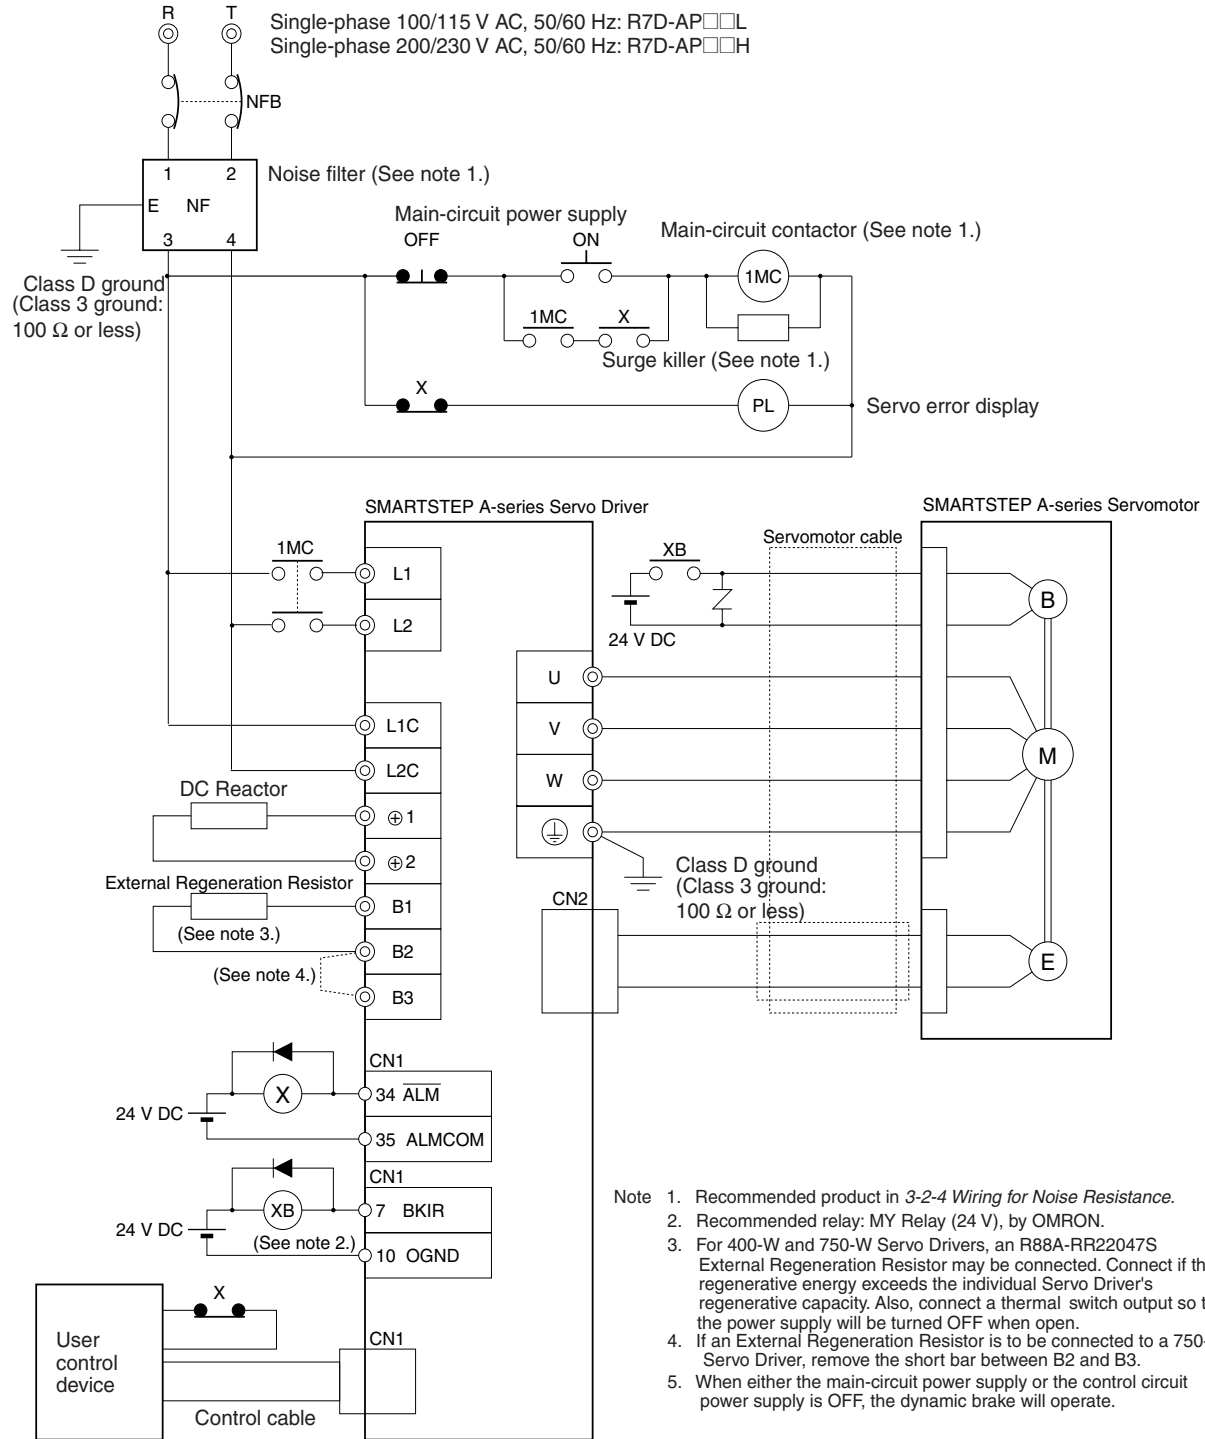 R T
Single-phase 100/115 V AC, 50/60 Hz: R7D-AP□□L
Single-phase 200/230 V AC, 50/60 Hz: R7D-AP□□H
NFB
1 2
Noise filter (See note 1.)
E NF
3 4
Class D ground
(Class 3 ground:
100 Ω or less)
Main-circuit power supply
OFF ON
Main-circuit contactor (See note 1.)
1MC
1MC X
Surge killer (See note 1.)
X
PL
Servo error display
SMARTSTEP A-series Servo Driver
SMARTSTEP A-series Servomotor
1MC
L1
L2
XB
Servomotor cable
24 V DC
B
U
V
W
M
L1C
L2C
DC Reactor
⊕1
⊕2
Class D ground
(Class 3 ground:
100 Ω or less)
External Regeneration Resistor
(See note 3.)
B1
B2
(See note 4.)
B3
CN2
E
CN1
X
24 V DC
34 A̅L̅M̅
35 ALMCOM
CN1
XB
24 V DC
(See note 2.)
7 BKIR
10 OGND
X
User
control
device
CN1
Control cable
Note 1. Recommended product in 3-2-4 Wiring for Noise Resistance.
2. Recommended relay: MY Relay (24 V), by OMRON.
3. For 400-W and 750-W Servo Drivers, an R88A-RR22047S
External Regeneration Resistor may be connected. Connect if th
regenerative energy exceeds the individual Servo Driver's
regenerative capacity. Also, connect a thermal switch output so t
the power supply will be turned OFF when open.
4. If an External Regeneration Resistor is to be connected to a 750-
Servo Driver, remove the short bar between B2 and B3.
5. When either the main-circuit power supply or the control circuit
power supply is OFF, the dynamic brake will operate.